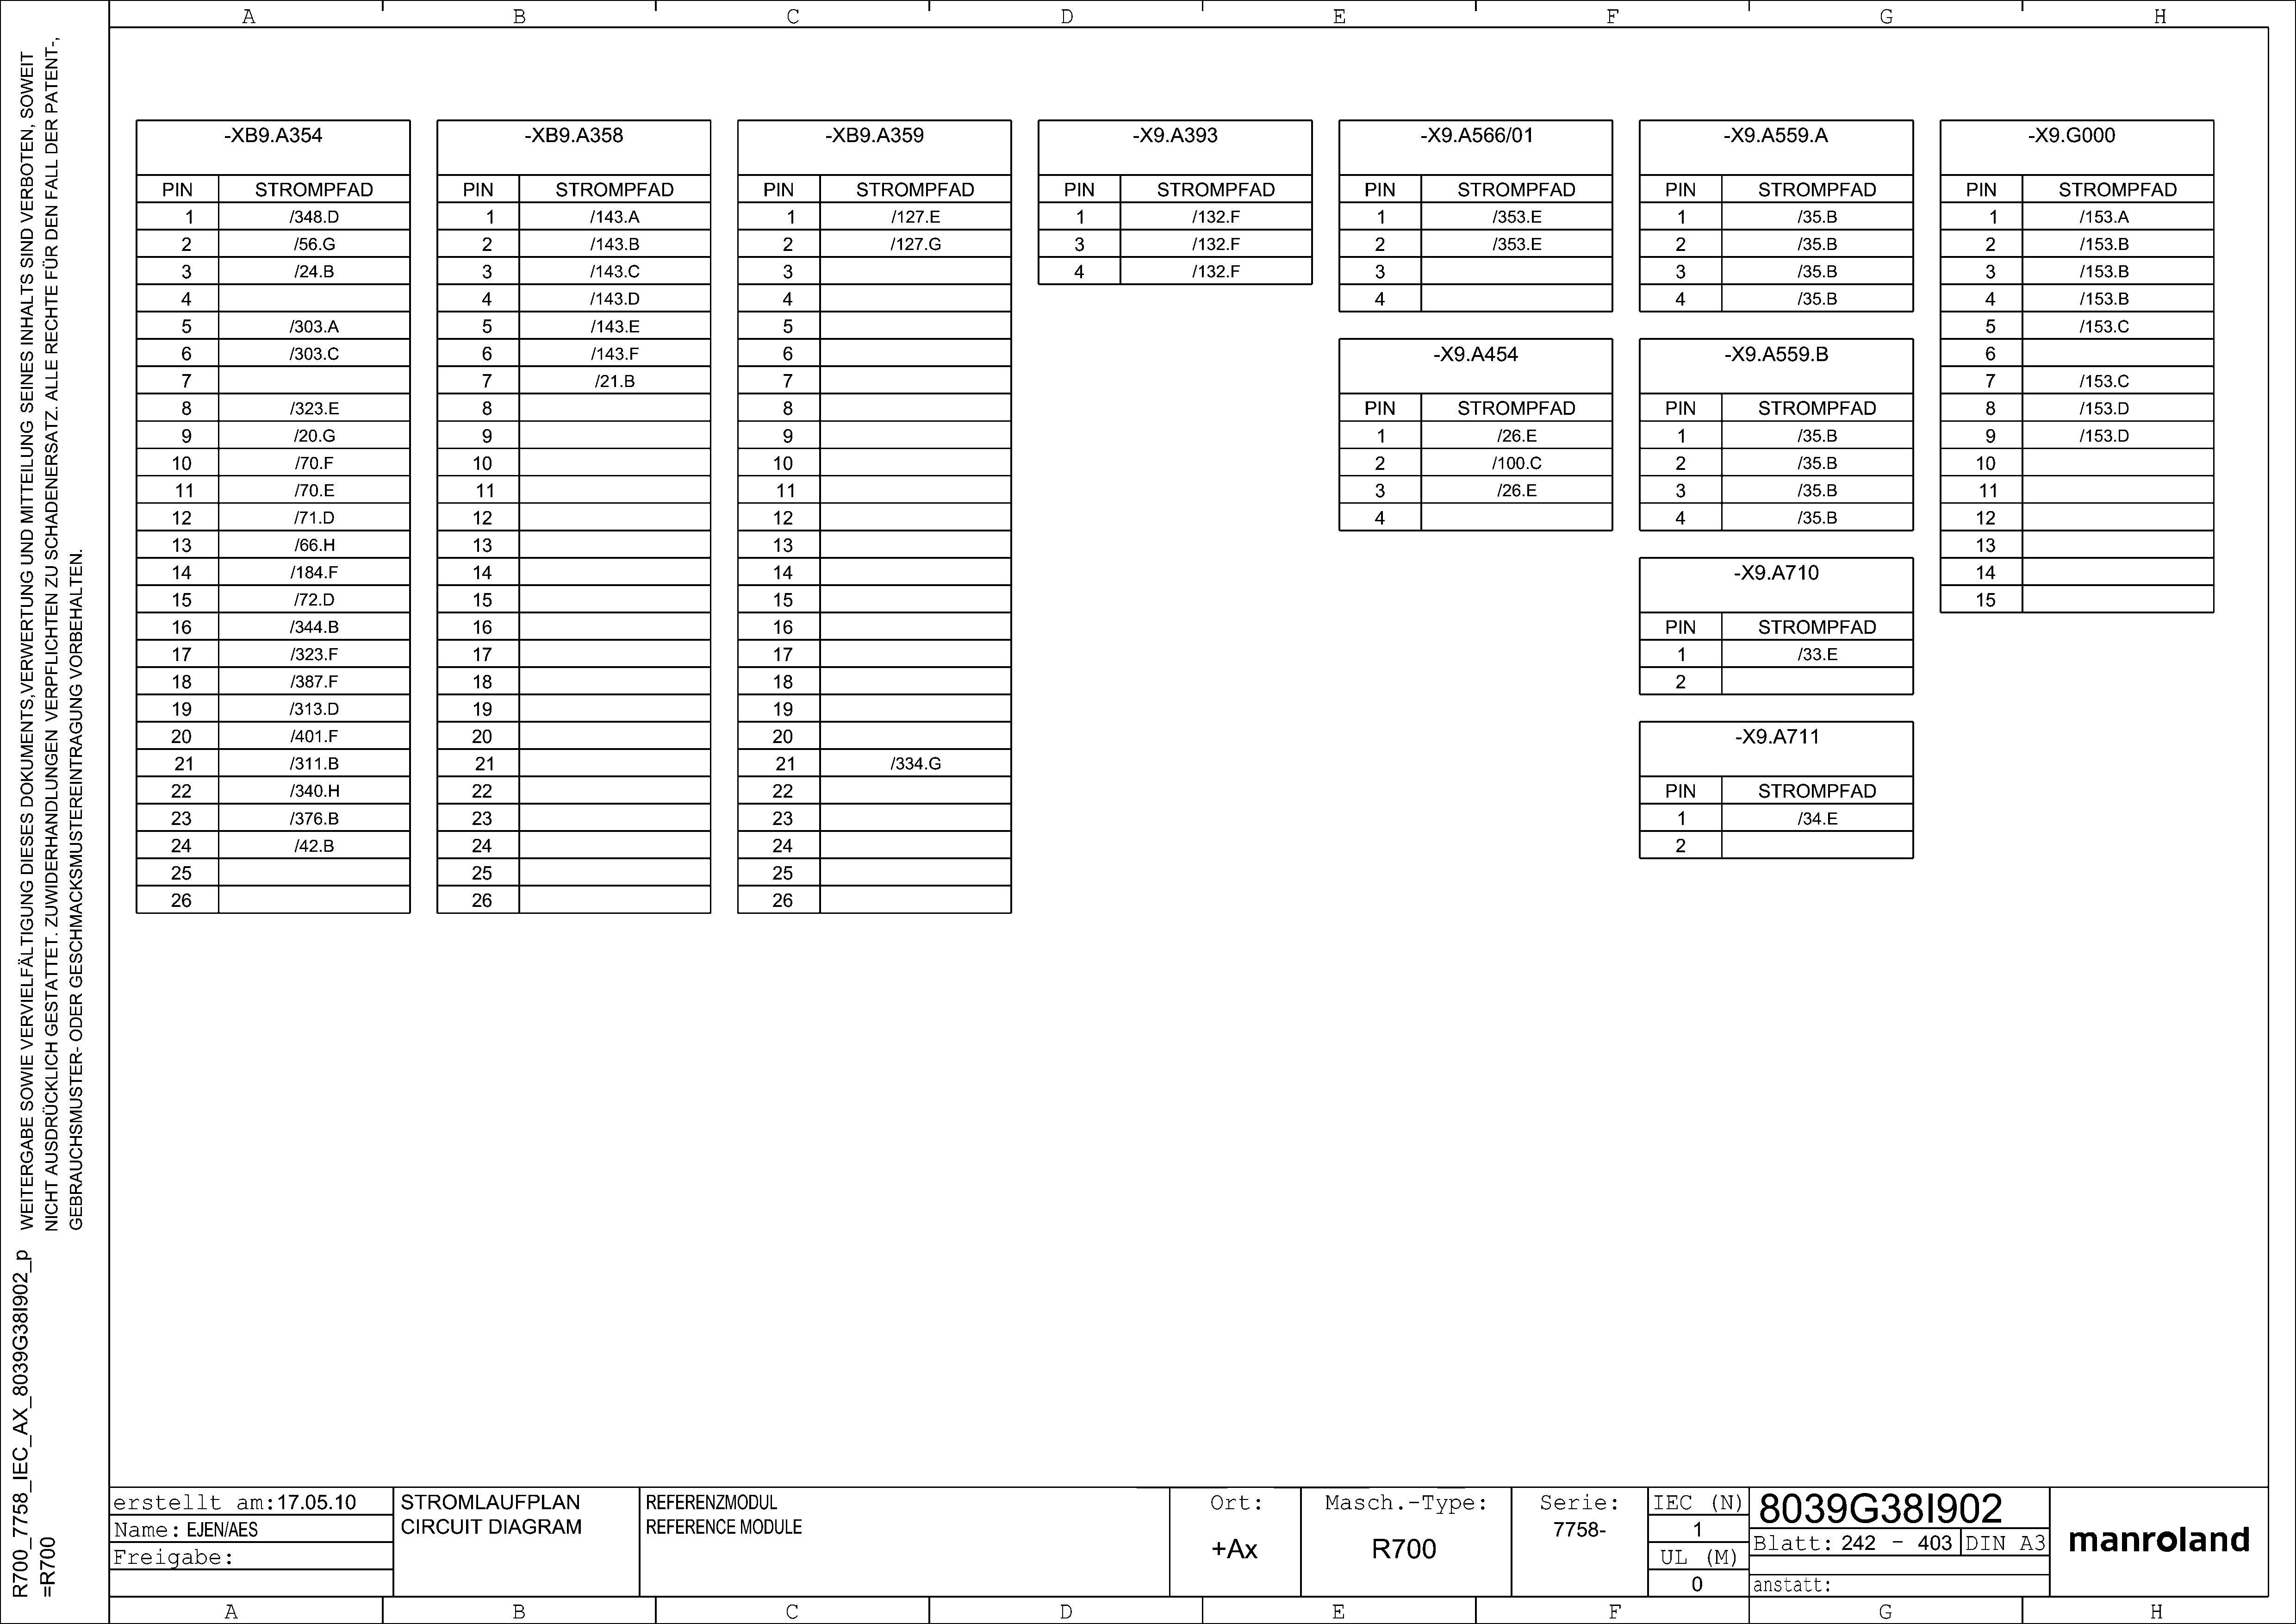 A B C D E F G H
WEITERGABE SOWIE VERVIELFÄLTIGUNG DIESES DOKUMENTS,VERWERTUNG UND MITTEILUNG SEINES INHALTS SIND VERBOTEN, SOWEIT
NICHT AUSDRÜCKLICH GESTATTET. ZUWIDERHANDLUNGEN VERPFLICHTEN ZU SCHADENERSATZ. ALLE RECHTE FÜR DEN FALL DER PATENT-,
GEBRAUCHSMUSTER- ODER GESCHMACKSMUSTEREINTRAGUNG VORBEHALTEN.
R700_7758_IEC_AX_8039G38I902_p
=R700
-XB9.A354
PIN STROMPFAD
1 /348.D
2 /56.G
3 /24.B
4
5 /303.A
6 /303.C
7
8 /323.E
9 /20.G
10 /70.F
11 /70.E
12 /71.D
13 /66.H
14 /184.F
15 /72.D
16 /344.B
17 /323.F
18 /387.F
19 /313.D
20 /401.F
21 /311.B
22 /340.H
23 /376.B
24 /42.B
25
26
-XB9.A358
PIN STROMPFAD
1 /143.A
2 /143.B
3 /143.C
4 /143.D
5 /143.E
6 /143.F
7 /21.B
8
9
10
11
12
13
14
15
16
17
18
19
20
21
22
23
24
25
26
-XB9.A359
PIN STROMPFAD
1 /127.E
2 /127.G
3
4
5
6
7
8
9
10
11
12
13
14
15
16
17
18
19
20
21 /334.G
22
23
24
25
26
-X9.A393
PIN STROMPFAD
1 /132.F
3 /132.F
4 /132.F
-X9.A566/01
PIN STROMPFAD
1 /353.E
2 /353.E
3
4
-X9.A454
PIN STROMPFAD
1 /26.E
2 /100.C
3 /26.E
4
-X9.A559.A
PIN STROMPFAD
1 /35.B
2 /35.B
3 /35.B
4 /35.B
-X9.A559.B
PIN STROMPFAD
1 /35.B
2 /35.B
3 /35.B
4 /35.B
-X9.A710
PIN STROMPFAD
1 /33.E
2
-X9.A711
PIN STROMPFAD
1 /34.E
2
-X9.G000
PIN STROMPFAD
1 /153.A
2 /153.B
3 /153.B
4 /153.B
5 /153.C
6
7 /153.C
8 /153.D
9 /153.D
10
11
12
13
14
15
erstellt am:17.05.10
Name: EJEN/AES
Freigabe:
STROMLAUFPLAN
CIRCUIT DIAGRAM
REFERENZMODUL
REFERENCE MODULE
Ort:
+Ax
Masch.-Type:
R700
Serie:
7758-
IEC (N)
1
UL (M)
0
8039G38I902
Blatt: 242 - 403 DIN A3
anstatt:
manroland
A B C D E F G H